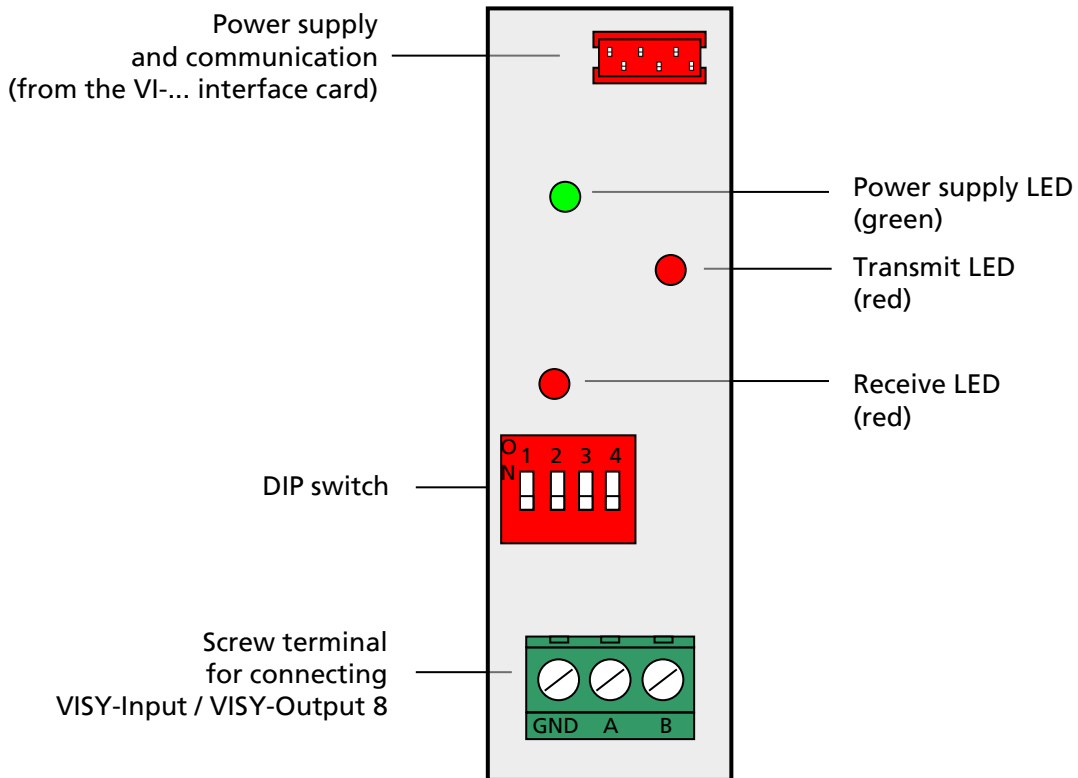 Power supply
and communication
(from the VI-... interface card)
Power supply LED
(green)
Transmit LED
(red)
Receive LED
(red)
O
N
1 2 3 4
DIP switch
Screw terminal
for connecting
VISY-Input / VISY-Output 8
GND A B